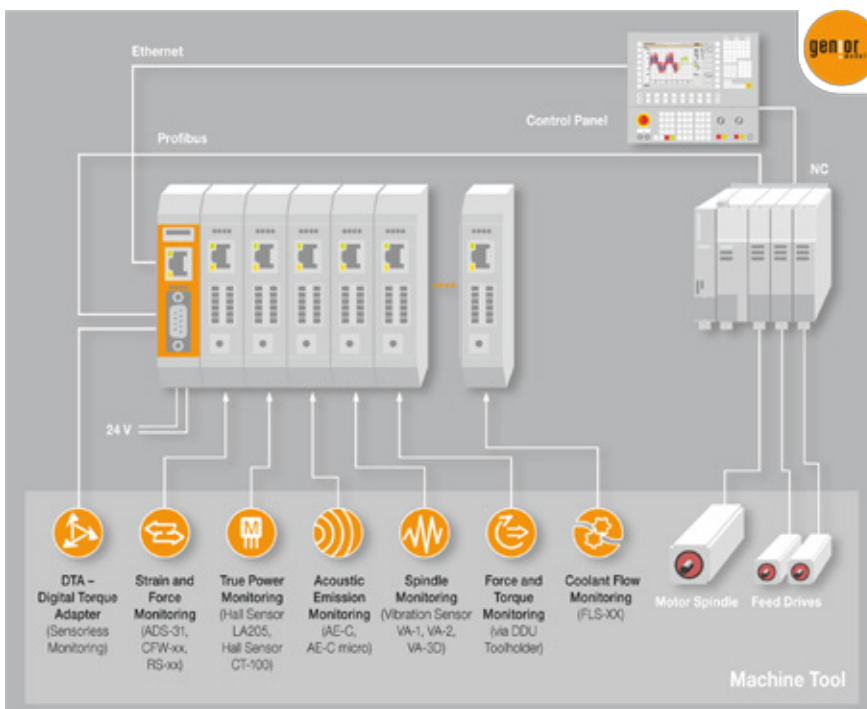 genior
modular
Ethernet
Control Panel
Profibus
NC
24 V
M
DTA –
Digital Torque
Adapter
(Sensorless
Monitoring)
Strain and
Force
Monitoring
(ADS-31,
CFW-xx,
RS-xx)
True Power
Monitoring
(Hall Sensor
LA205,
Hall Sensor
CT-100)
Acoustic
Emission
Monitoring
(AE-C,
AE-C micro)
Spindle
Monitoring
(Vibration Sensor
VA-1, VA-2,
VA-3D)
Force and
Torque
Monitoring
(via DDU
Toolholder)
Coolant Flow
Monitoring
(FLS-XX)
Motor Spindle
Feed Drives
Machine Tool